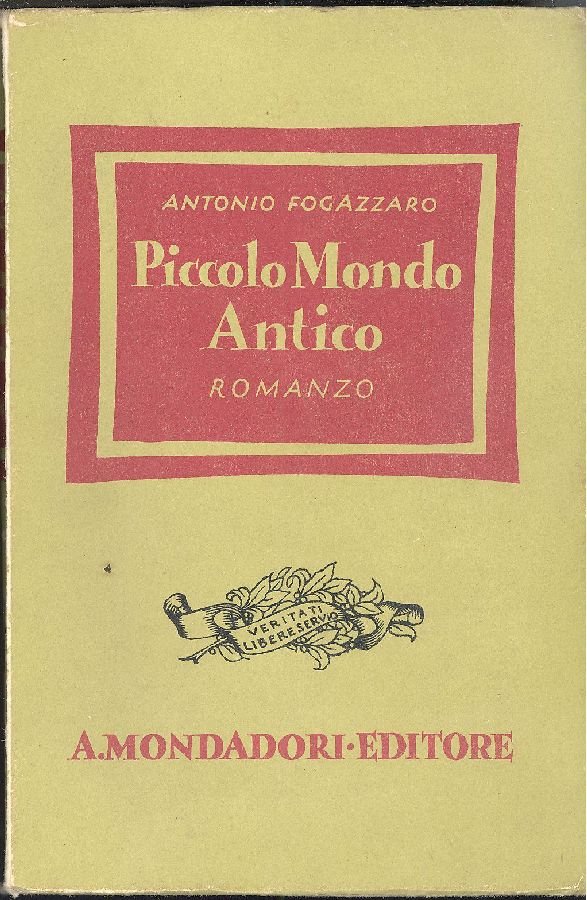 ANTONIO FOGAZZARO
Piccolo Mondo
Antico
ROMANZO
VERITATI
LIBERE SERVIO
A. MONDADORI · EDITORE